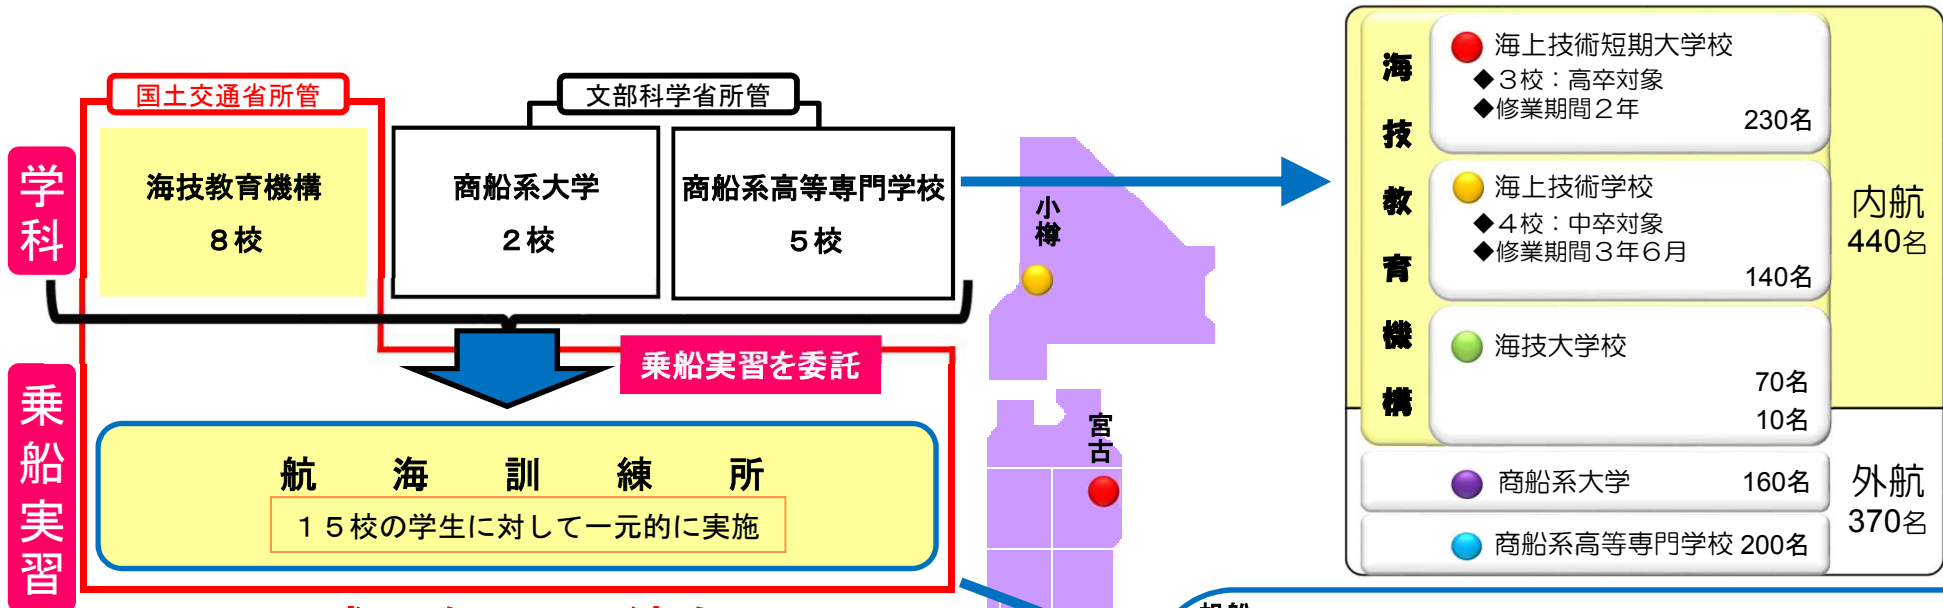 国土交通省所管
文部科学省所管
学科
海技教育機構
８校
商船系大学
２校
商船系高等専門学校
５校
乗船実習を委託
乗船実習
航海訓練所
１５校の学生に対して一元的に実施
小樽
宮古
海技教育機構
海上技術短期大学校
◆３校：高卒対象
◆修業期間２年
230名
海上技術学校
◆４校：中卒対象
◆修業期間３年６月
140名
海技大学校
70名
10名
内航
440名
商船系大学 160名
商船系高等専門学校 200名
外航
370名